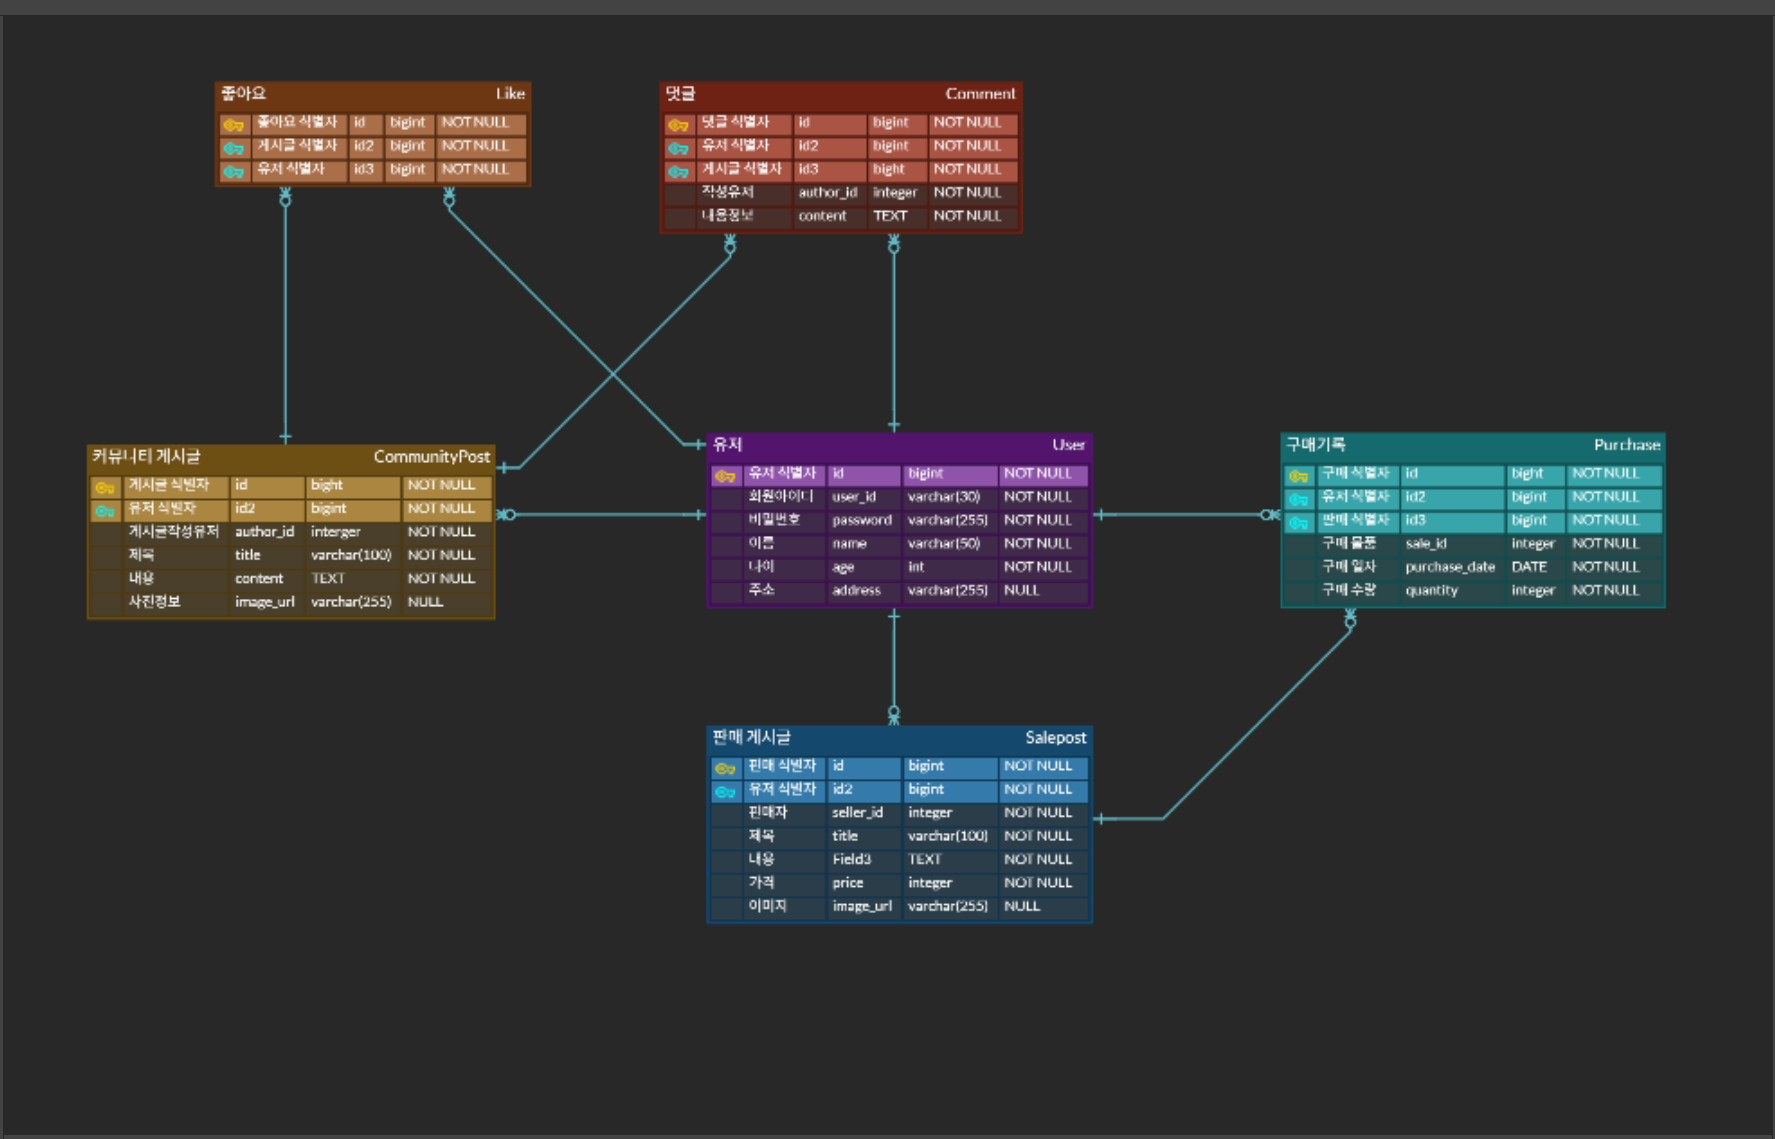 좋아요 Like
좋아요 식별자 id bigint NOT NULL
게시글 식별자 id2 bigint NOT NULL
유저 식별자 id3 bigint NOT NULL
댓글 Comment
댓글 식별자 id bigint NOT NULL
유저 식별자 id2 bigint NOT NULL
게시글 식별자 id3 bight NOT NULL
작성유저 author_id integer NOT NULL
내용정보 content TEXT NOT NULL
커뮤니티 게시글 CommunityPost
게시글 식별자 id bight NOT NULL
유저 식별자 id2 bigint NOT NULL
게시글작성유저 author_id interger NOT NULL
제목 title varchar(100) NOT NULL
내용 content TEXT NOT NULL
사진정보 image_url varchar(255) NULL
유저 User
유저 식별자 id bigint NOT NULL
회원아이디 user_id varchar(30) NOT NULL
비밀번호 password varchar(255) NOT NULL
이름 name varchar(50) NOT NULL
나이 age int NOT NULL
주소 address varchar(255) NULL
구매기록 Purchase
구매 식별자 id bight NOT NULL
유저 식별자 id2 bigint NOT NULL
판매 식별자 id3 bigint NOT NULL
구매 물품 sale_id integer NOT NULL
구매 일자 purchase_date DATE NOT NULL
구매 수량 quantity integer NOT NULL
판매 게시글 Salepost
판매 식별자 id bigint NOT NULL
유저 식별자 id2 bigint NOT NULL
판매자 seller_id integer NOT NULL
제목 title varchar(100) NOT NULL
내용 Field3 TEXT NOT NULL
가격 price integer NOT NULL
이미지 image_url varchar(255) NULL